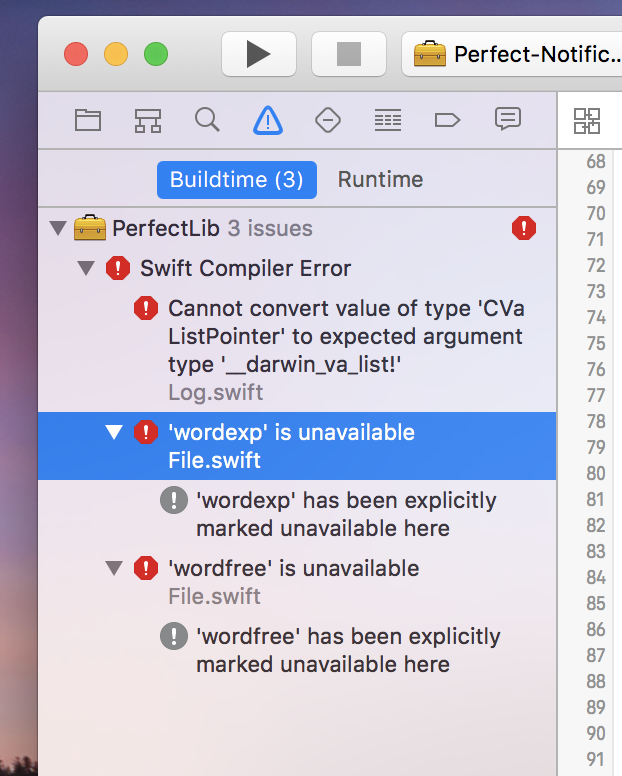 Perfect-Notific...
Buildtime (3) Runtime
PerfectLib 3 issues
Swift Compiler Error
Cannot convert value of type 'CVa
ListPointer' to expected argument
type '__darwin_va_list!'
Log.swift
'wordexp' is unavailable
File.swift
'wordexp' has been explicitly
marked unavailable here
'wordfree' is unavailable
File.swift
'wordfree' has been explicitly
marked unavailable here
68
69
70
71
72
73
74
75
76
77
78
79
80
81
82
83
84
85
86
87
88
89
90
91